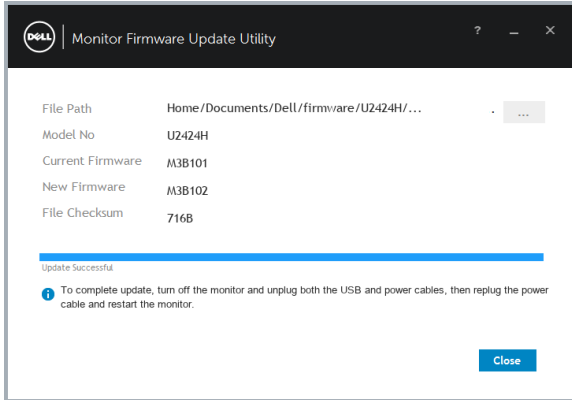 DELL
Monitor Firmware Update Utility
?
File Path Home/Documents/Dell/firmware/U2424H/... . ...
Model No U2424H
Current Firmware M3B101
New Firmware M3B102
File Checksum 716B
Update Successful
To complete update, turn off the monitor and unplug both the USB and power cables, then replug the power
cable and restart the monitor.
Close